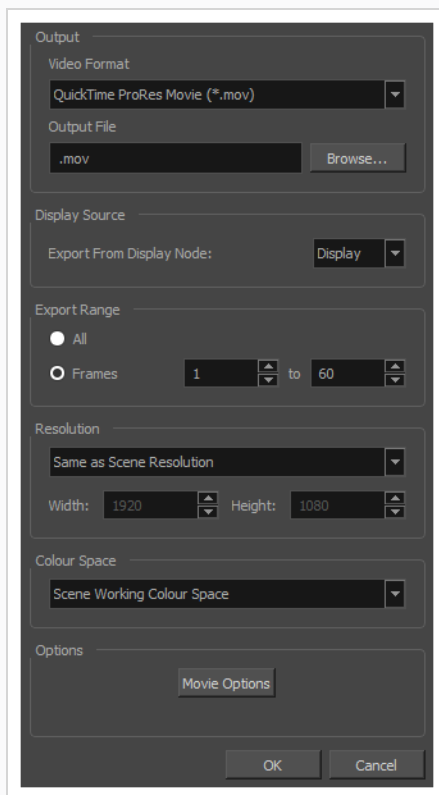 Output
Video Format
QuickTime ProRes Movie (*.mov)
Output File
.mov
Browse...
Display Source
Export From Display Node: Display
Export Range
All
Frames 1 to 60
Resolution
Same as Scene Resolution
Width: 1920 Height: 1080
Colour Space
Scene Working Colour Space
Options
Movie Options
OK Cancel